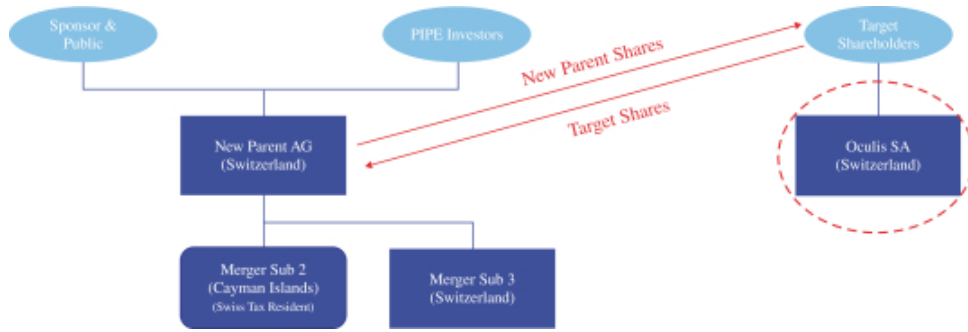 Sponsor &
Public
PIPE Investors
Target
Shareholders
New Parent Shares
Target Shares
New Parent AG
(Switzerland)
Oculis SA
(Switzerland)
Merger Sub 2
(Cayman Islands)
(Swiss Tax Resident)
Merger Sub 3
(Switzerland)